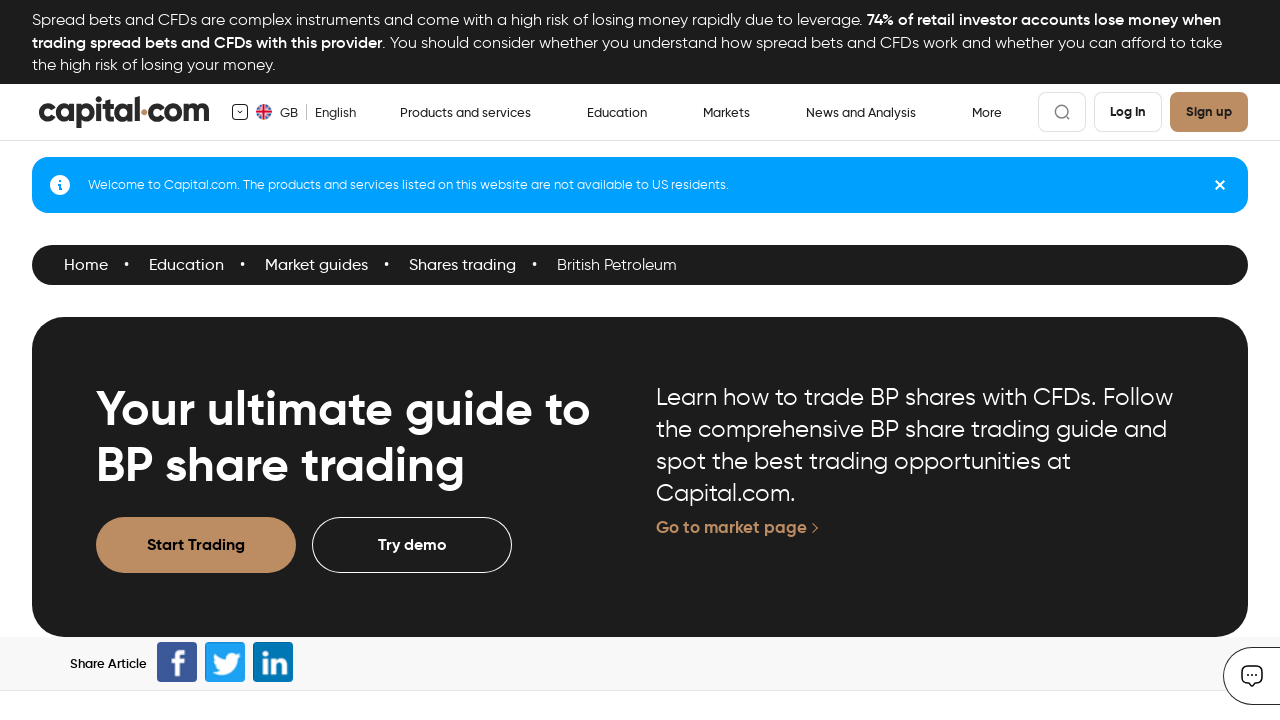 Spread bets and CFDs are complex instruments and come with a high risk of losing money rapidly due to leverage. 74% of retail investor accounts lose money when
trading spread bets and CFDs with this provider. You should consider whether you understand how spread bets and CFDs work and whether you can afford to take
the high risk of losing your money.
capital.com GB English Products and services Education Markets News and Analysis More Log In Sign up
Welcome to Capital.com. The products and services listed on this website are not available to US residents.
Home • Education • Market guides • Shares trading • British Petroleum
Your ultimate guide to
BP share trading
Start Trading Try demo
Learn how to trade BP shares with CFDs. Follow
the comprehensive BP share trading guide and
spot the best trading opportunities at
Capital.com.
Go to market page
Share Article